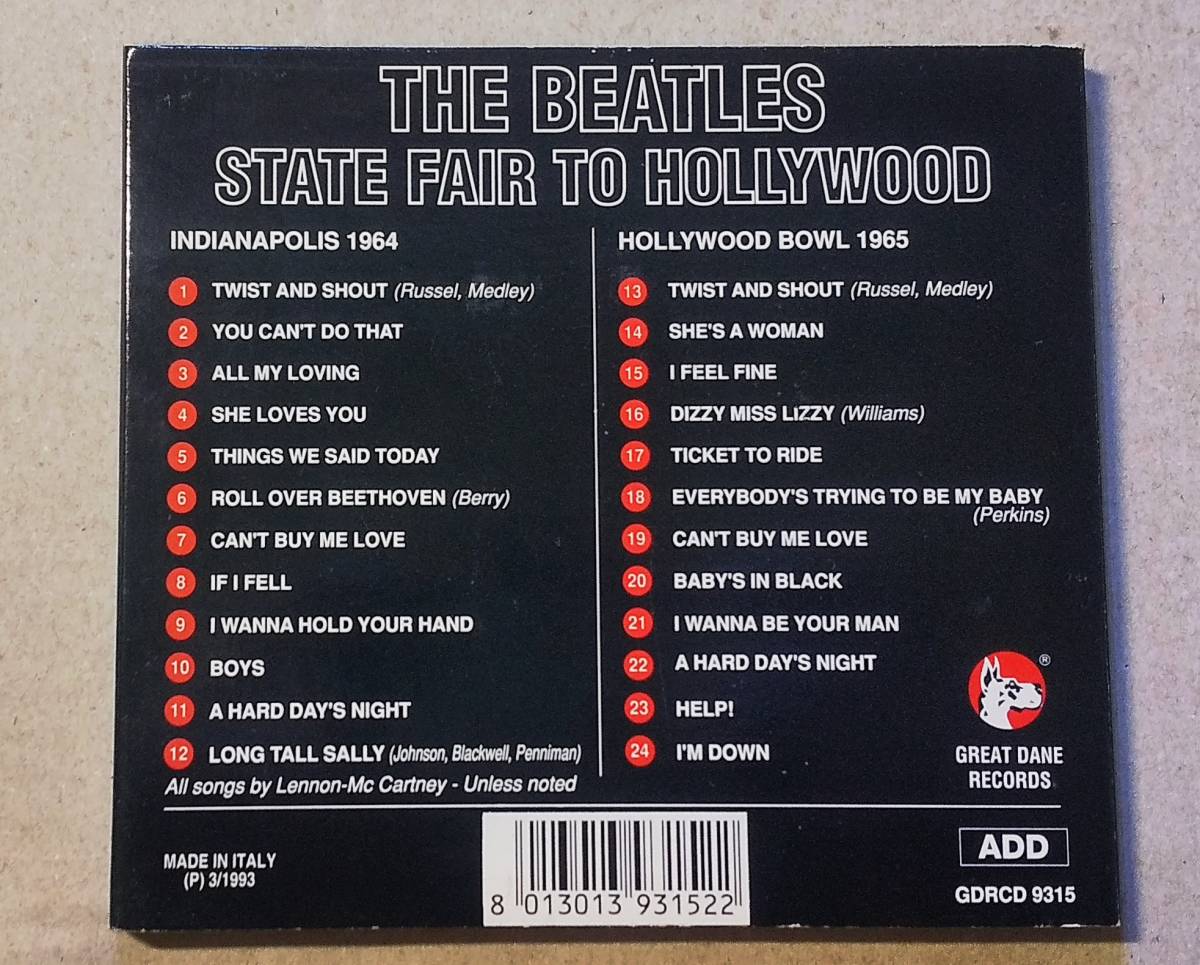 THE BEATLES
STATE FAIR TO HOLLYWOOD
INDIANAPOLIS 1964
1 TWIST AND SHOUT (Russel, Medley)
2 YOU CAN'T DO THAT
3 ALL MY LOVING
4 SHE LOVES YOU
5 THINGS WE SAID TODAY
6 ROLL OVER BEETHOVEN (Berry)
7 CAN'T BUY ME LOVE
8 IF I FELL
9 I WANNA HOLD YOUR HAND
10 BOYS
11 A HARD DAY'S NIGHT
12 LONG TALL SALLY (Johnson, Blackwell, Penniman)
All songs by Lennon-Mc Cartney - Unless noted
HOLLYWOOD BOWL 1965
13 TWIST AND SHOUT (Russel, Medley)
14 SHE'S A WOMAN
15 I FEEL FINE
16 DIZZY MISS LIZZY (Williams)
17 TICKET TO RIDE
18 EVERYBODY'S TRYING TO BE MY BABY
(Perkins)
19 CAN'T BUY ME LOVE
20 BABY'S IN BLACK
21 I WANNA BE YOUR MAN
22 A HARD DAY'S NIGHT
23 HELP!
24 I'M DOWN
®
GREAT DANE
RECORDS
MADE IN ITALY
(P) 3/1993
8 013013 931522
ADD
GDRCD 9315